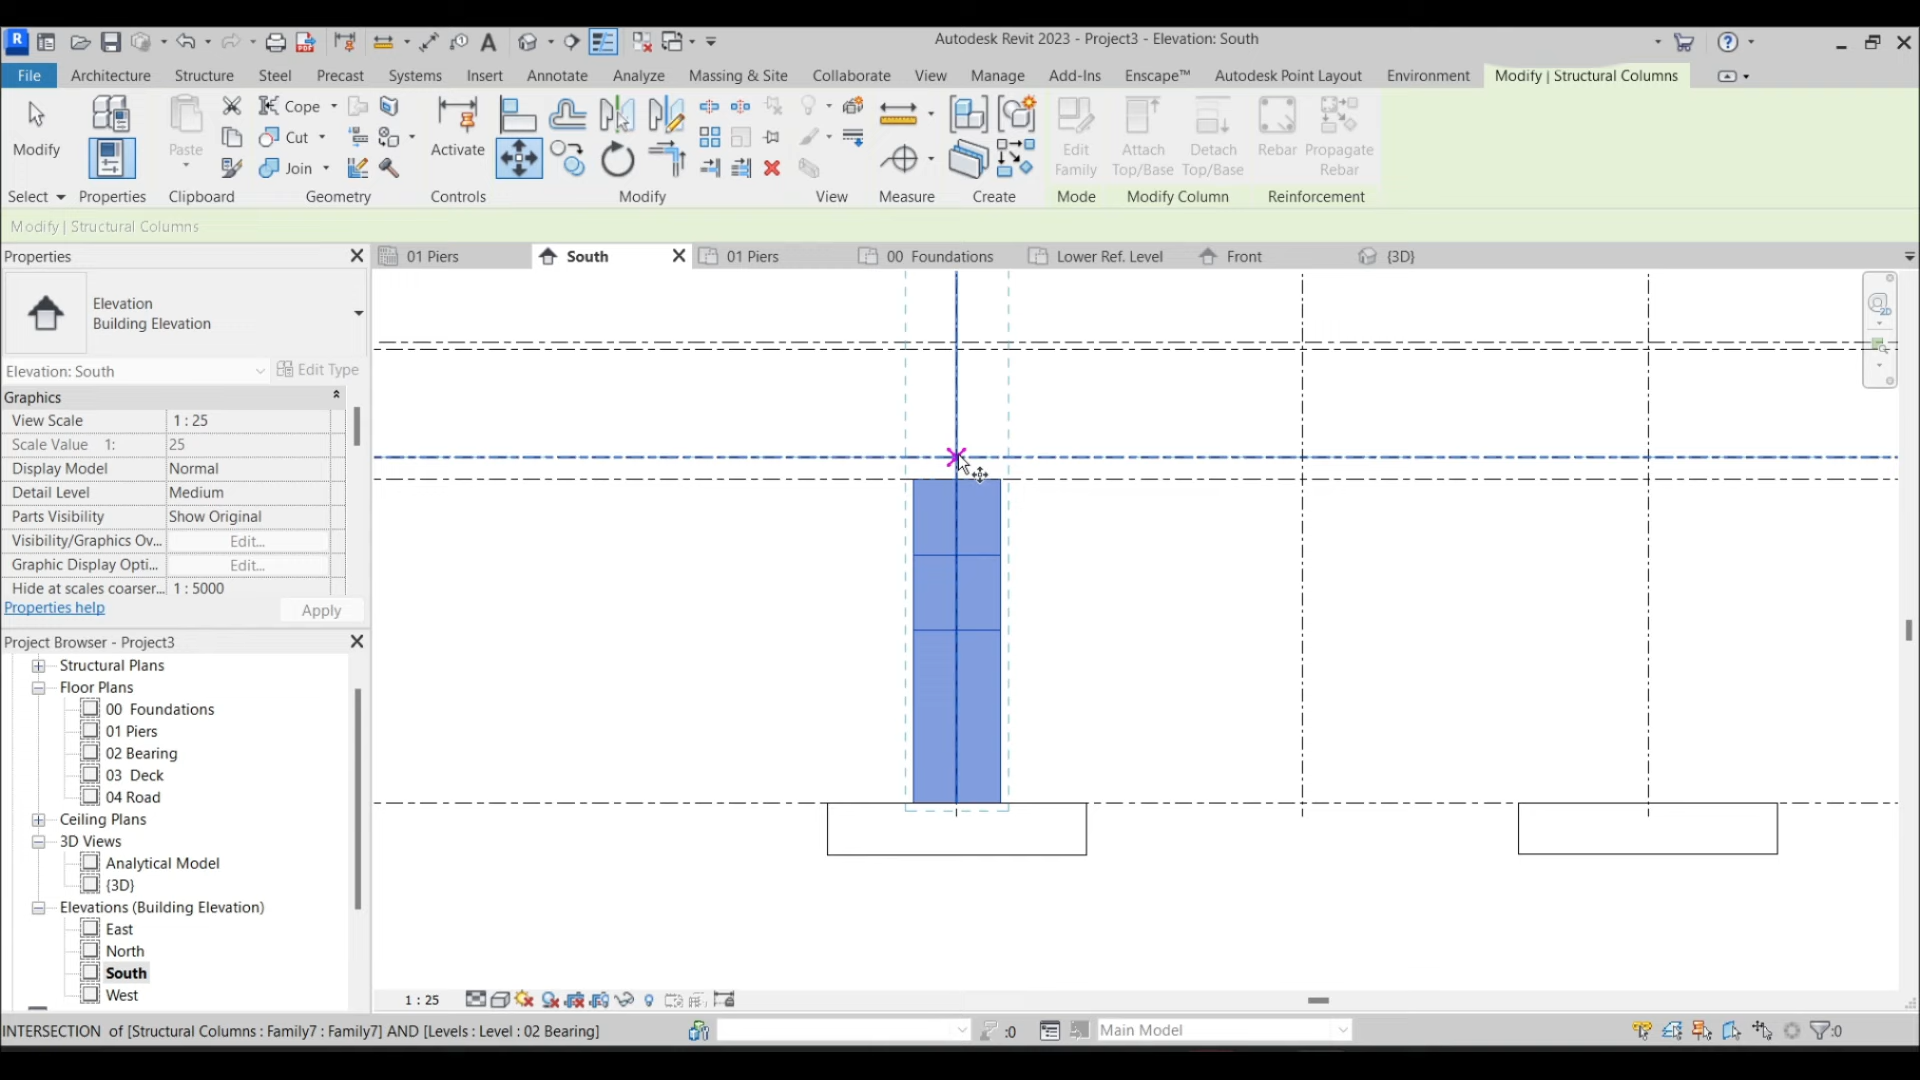 R
A
Autodesk Revit 2023 - Project3 - Elevation: South
File Architecture Structure Steel Precast Systems Insert Annotate Analyze Massing & Site Collaborate View Manage Add-Ins Enscape™ Autodesk Point Layout Environment Modify | Structural Columns
Modify
Paste
Cope
Cut
Join
Activate
Edit Family
Attach Top/Base
Detach Top/Base
Rebar
Propagate Rebar
Select Properties Clipboard Geometry Controls Modify View Measure Create Mode Modify Column Reinforcement
Modify | Structural Columns
Properties
01 Piers South 01 Piers 00 Foundations Lower Ref. Level Front {3D}
Elevation
Building Elevation
Elevation: South Edit Type
Graphics
View Scale 1 : 25
Scale Value 1: 25
Display Model Normal
Detail Level Medium
Parts Visibility Show Original
Visibility/Graphics Ov... Edit...
Graphic Display Opti... Edit...
Hide at scales coarser... 1 : 5000
Properties help Apply
2D
Project Browser - Project3
Structural Plans
Floor Plans
00 Foundations
01 Piers
02 Bearing
03 Deck
04 Road
Ceiling Plans
3D Views
Analytical Model
{3D}
Elevations (Building Elevation)
East
North
South
West
1 : 25
INTERSECTION of [Structural Columns : Family7 : Family7] AND [Levels : Level : 02 Bearing] :0 Main Model :0